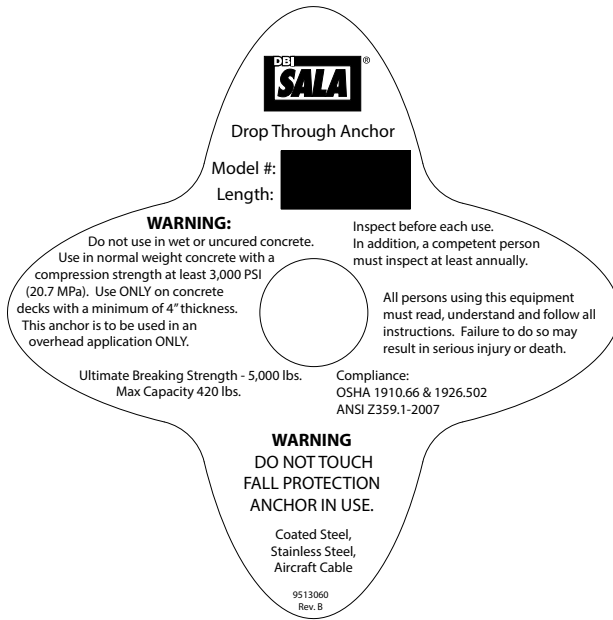 DBI
SALA®
Drop Through Anchor
Model #:
Length:
WARNING:
Do not use in wet or uncured concrete.
Use in normal weight concrete with a
compression strength at least 3,000 PSI
(20.7 MPa). Use ONLY on concrete
decks with a minimum of 4" thickness.
This anchor is to be used in an
overhead application ONLY.
Inspect before each use.
In addition, a competent person
must inspect at least annually.
All persons using this equipment
must read, understand and follow all
instructions. Failure to do so may
result in serious injury or death.
Ultimate Breaking Strength - 5,000 lbs.
Max Capacity 420 lbs.
Compliance:
OSHA 1910.66 & 1926.502
ANSI Z359.1-2007
WARNING
DO NOT TOUCH
FALL PROTECTION
ANCHOR IN USE.
Coated Steel,
Stainless Steel,
Aircraft Cable
9513060
Rev. B